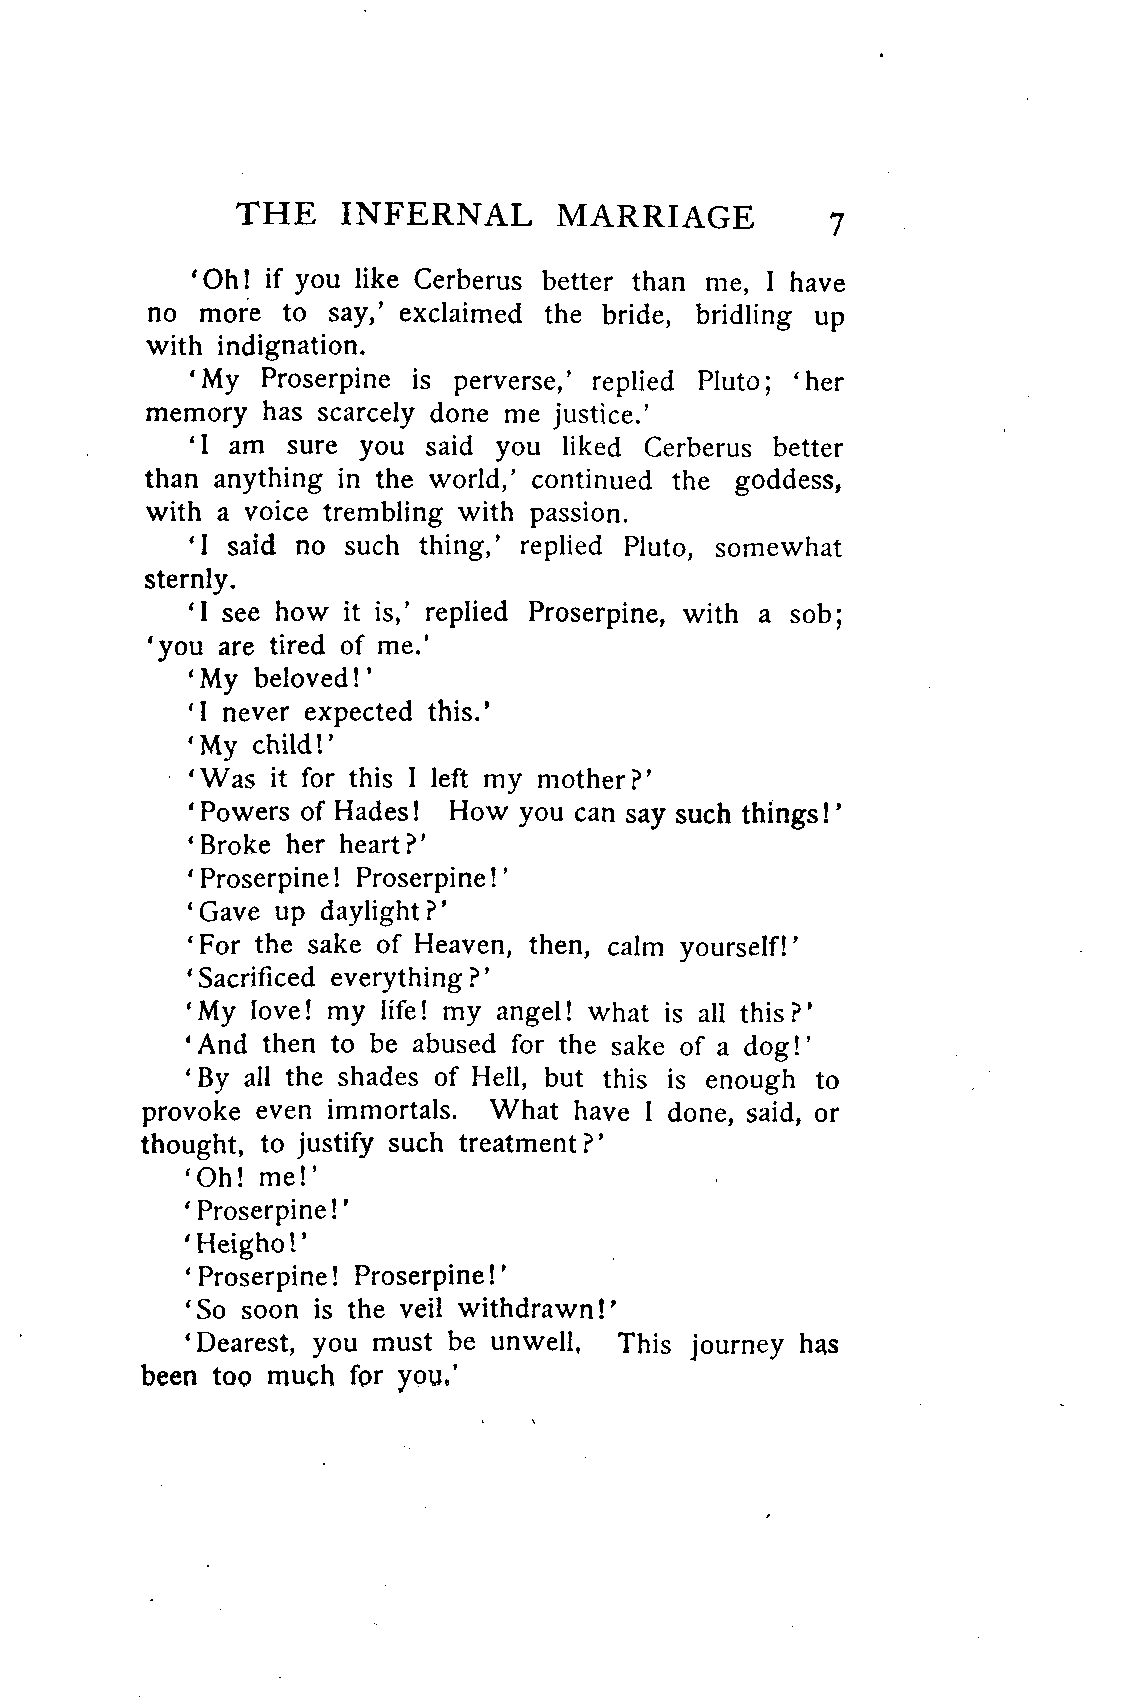 THE INFERNAL MARRIAGE 7
‘Oh! if you like Cerberus better than me, I have
no more to say,’ exclaimed the bride, bridling up
with indignation.
‘My Proserpine is perverse,’ replied Pluto; ‘her
memory has scarcely done me justice.’
‘I am sure you said you liked Cerberus better
than anything in the world,’ continued the goddess,
with a voice trembling with passion.
‘I said no such thing,’ replied Pluto, somewhat
sternly.
‘I see how it is,’ replied Proserpine, with a sob;
‘you are tired of me.’
‘My beloved!’
‘I never expected this.’
‘My child!’
‘Was it for this I left my mother?’
‘Powers of Hades! How you can say such things!’
‘Broke her heart?’
‘Proserpine! Proserpine!’
‘Gave up daylight?’
‘For the sake of Heaven, then, calm yourself!’
‘Sacrificed everything?’
‘My love! my life! my angel! what is all this?’
‘And then to be abused for the sake of a dog!’
‘By all the shades of Hell, but this is enough to
provoke even immortals. What have I done, said, or
thought, to justify such treatment?’
‘Oh! me!’
‘Proserpine!’
‘Heigho!’
‘Proserpine! Proserpine!’
‘So soon is the veil withdrawn!’
‘Dearest, you must be unwell. This journey has
been too much for you.’